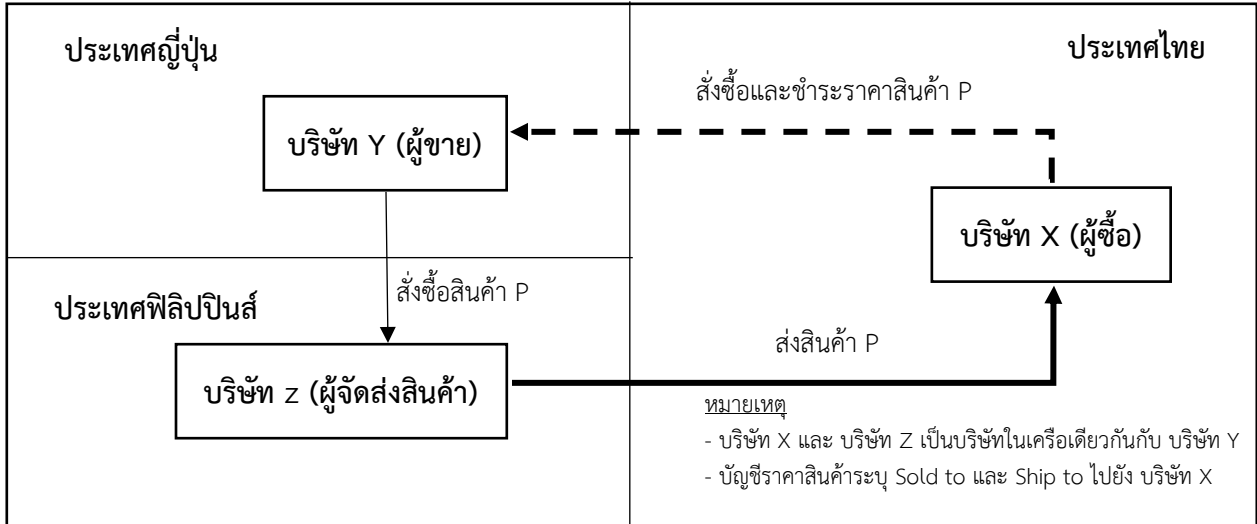 ประเทศญี่ปุ่น
ประเทศไทย
สั่งซื้อและชำระราคาสินค้า P
บริษัท Y (ผู้ขาย)
บริษัท X (ผู้ซื้อ)
สั่งซื้อสินค้า P
ประเทศฟิลิปปินส์
ส่งสินค้า P
บริษัท z (ผู้จัดส่งสินค้า)
หมายเหตุ
- บริษัท X และ บริษัท Z เป็นบริษัทในเครือเดียวกันกับ บริษัท Y
- บัญชีราคาสินค้าระบุ Sold to และ Ship to ไปยัง บริษัท X